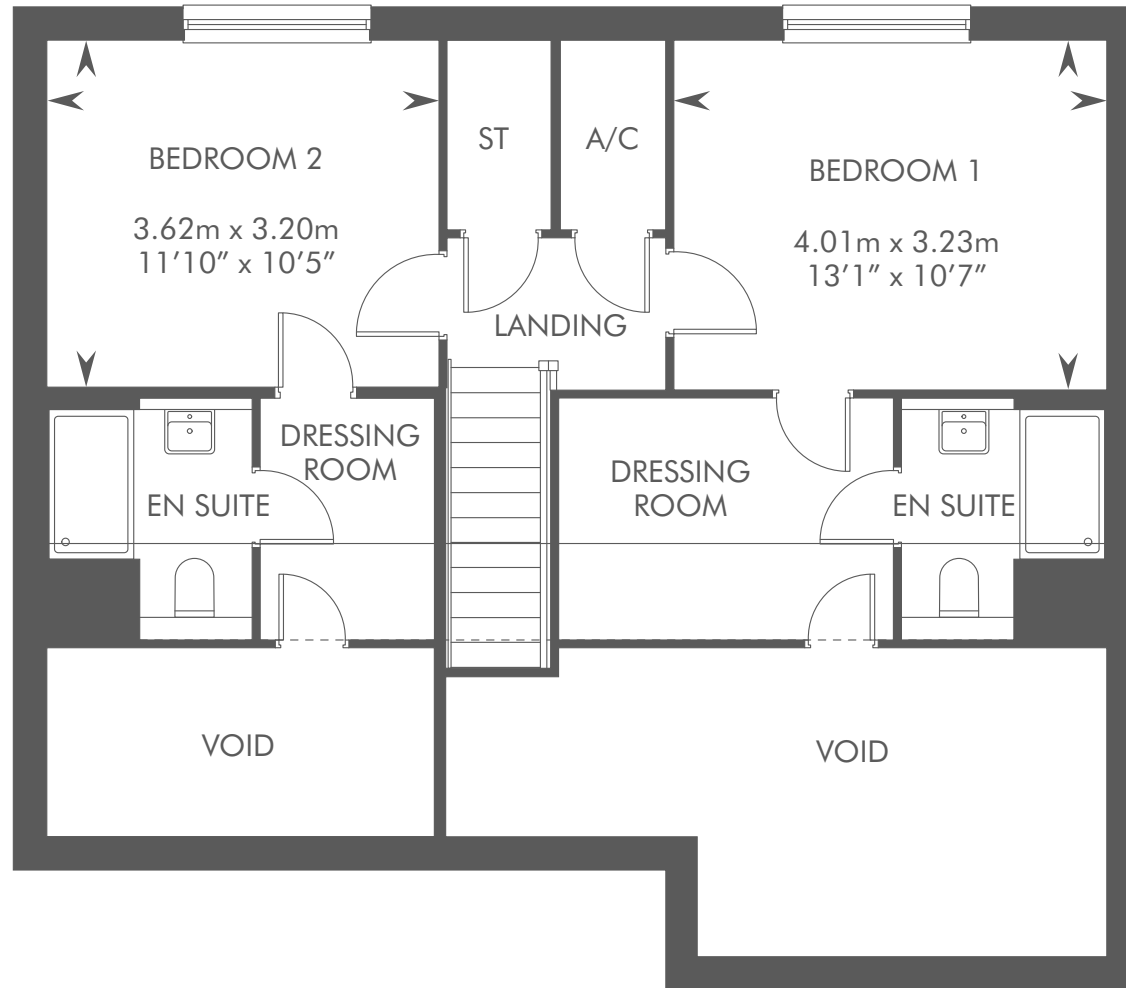 BEDROOM 2
3.62m x 3.20m
11’10” x 10’5”
ST
A/C
BEDROOM 1
4.01m x 3.23m
13’1” x 10’7”
LANDING
DRESSING
ROOM
EN SUITE
DRESSING
ROOM
EN SUITE
VOID
VOID